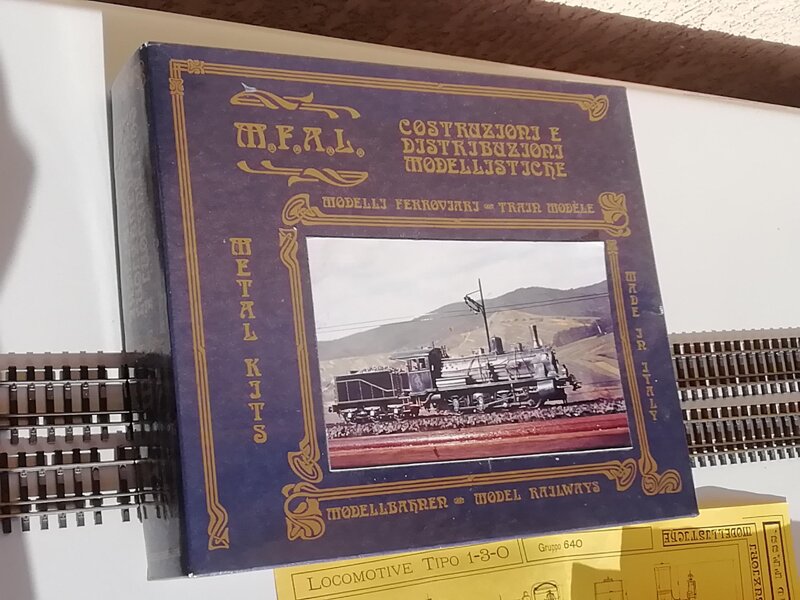 M.F.A.L.
COSTRUZIONI E
DISTRIBUZIONI
MODELLISTICHE
MODELLI FERROVIARI TRAIN MODÈLE
METAL KITS
MADE IN ITALY
MODELLBAHNEN MODEL RAILWAYS
LOCOMOTIVE TIPO 1-3-0
Gruppo 640
MODELLISTICHE